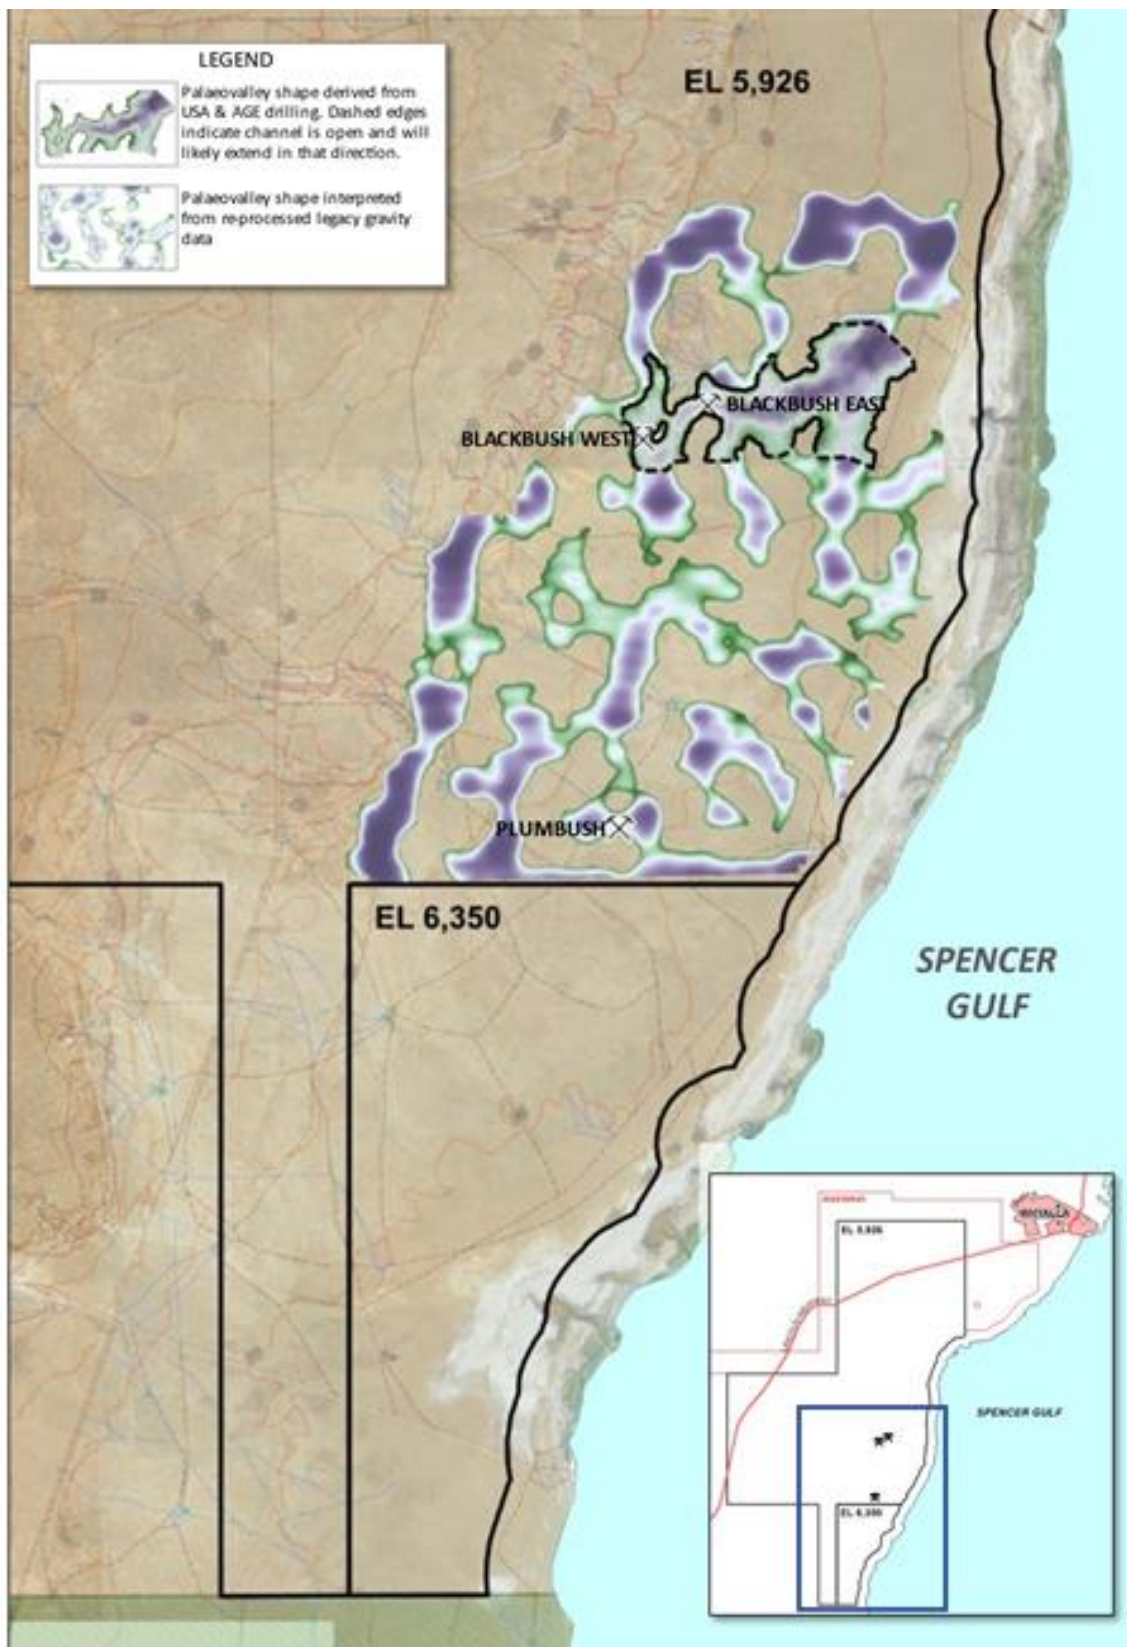 LEGEND
Palaeovalley shape derived from
USA & AGE drilling. Dashed edges
indicate channel is open and will
likely extend in that direction.
Palaeovalley shape interpreted
from re-processed legacy gravity
data
EL 5,926
BLACKBUSH EAST
BLACKBUSH WEST
PLUMBUSH
EL 6,350
SPENCER
GULF
WHYALLA
EL 5,926
SPENCER GULF
EL 6,350